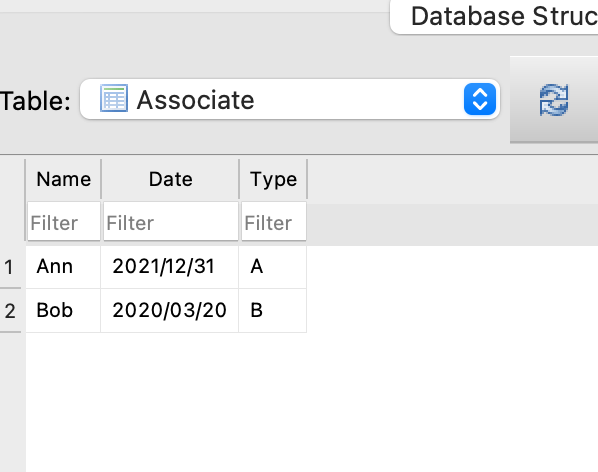 Database Struc
Table: Associate
Name Date Type
Filter Filter Filter
1 Ann 2021/12/31 A
2 Bob 2020/03/20 B